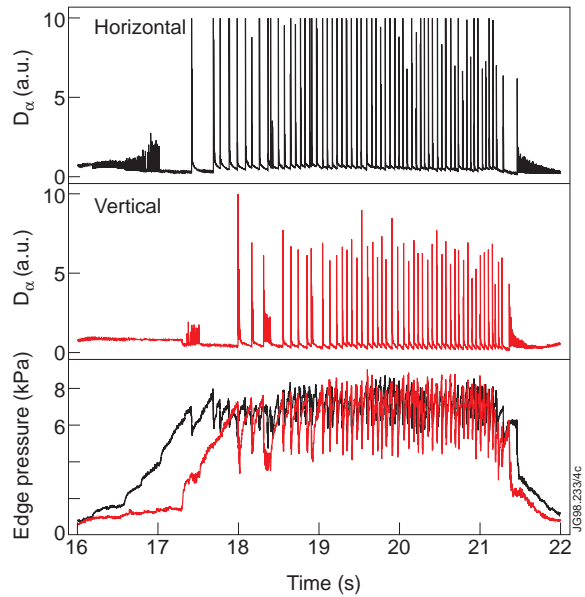 10
Horizontal
Dα (a.u.)
5
0
10
Vertical
Dα (a.u.)
5
0
Edge pressure (kPa)
8
6
0
16 17 18 19 20 21 22
Time (s)
JG98.233/4c